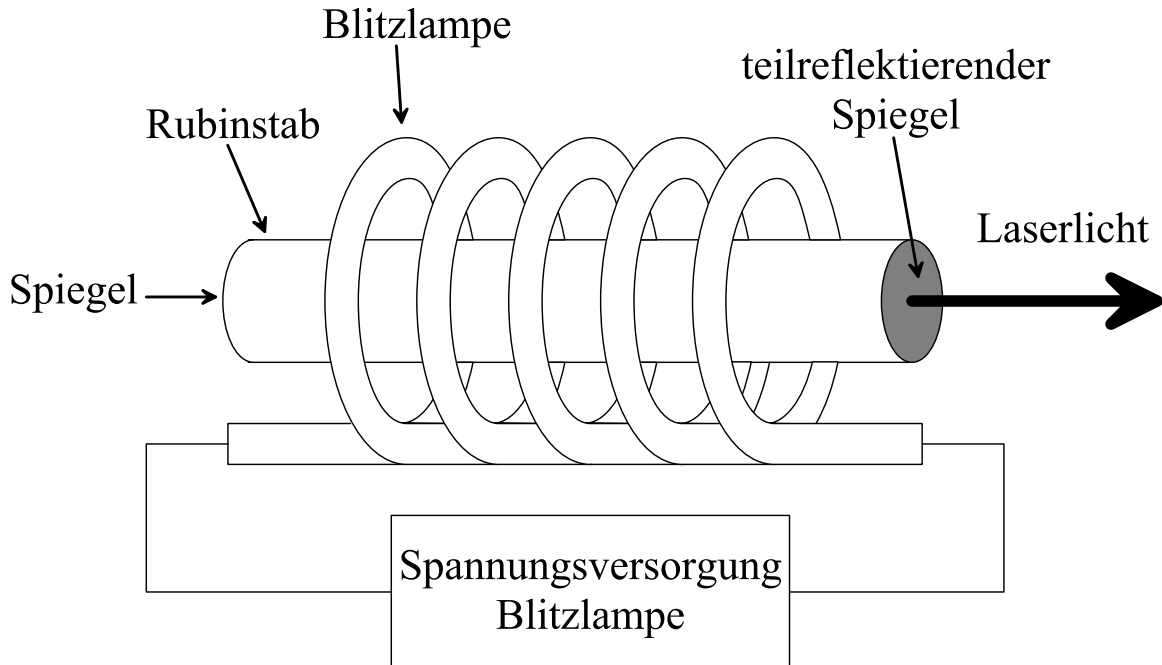 Blitzlampe
teilreflektierender
Spiegel
Rubinstab
Laserlicht
Spiegel
Spannungsversorgung
Blitzlampe